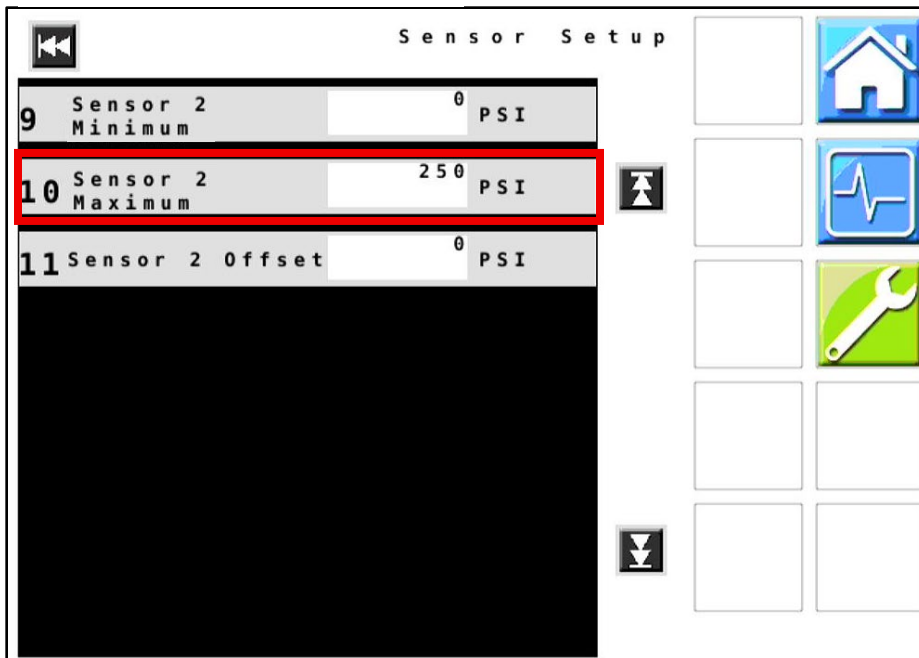 Sensor Setup
9 Sensor 2 Minimum 0 PSI
10 Sensor 2 Maximum 250 PSI
11 Sensor 2 Offset 0 PSI